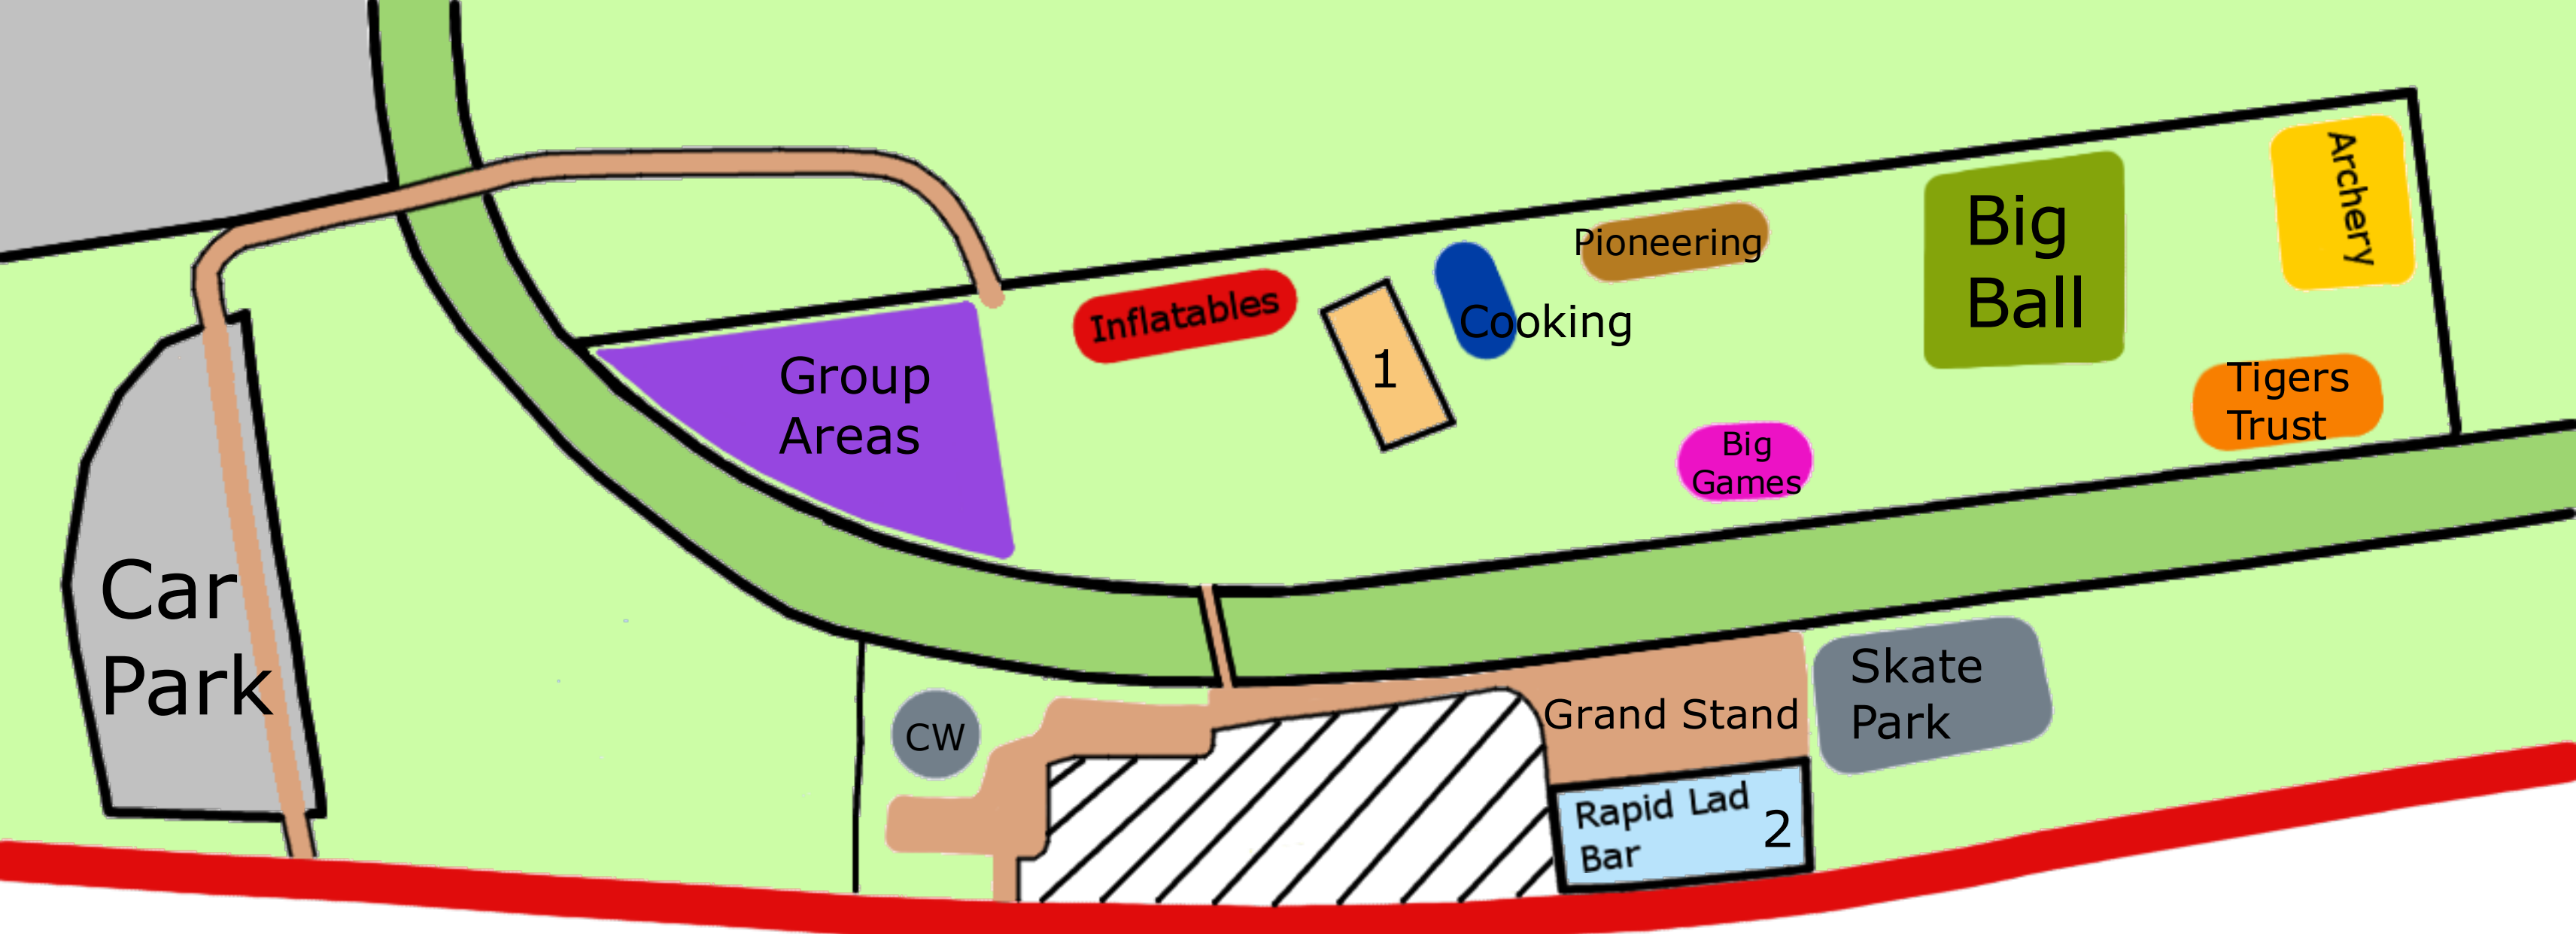 Archery
Big
Ball
Pioneering
Inflatables
Cooking
1
Group
Areas
Tigers
Trust
Big
Games
Car
Park
CW
Grand Stand
Skate
Park
Rapid Lad
Bar
2